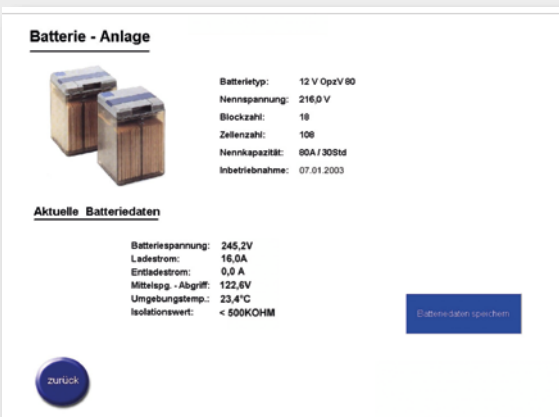 Batterie - Anlage
Batterietyp: 12 V OpzV 80
Nennspannung: 216,0 V
Blockzahl: 18
Zellenzahl: 108
Nennkapazität: 80A / 30Std
Inbetriebnahme: 07.01.2003
Aktuelle Batteriedaten
Batteriespannung: 245,2V
Ladestrom: 16,0A
Entladestrom: 0,0 A
Mittelspg. - Abgriff: 122,6V
Umgebungstemp.: 23,4°C
Isolationswert: < 500KOHM
Batteriedaten speichern
zurück